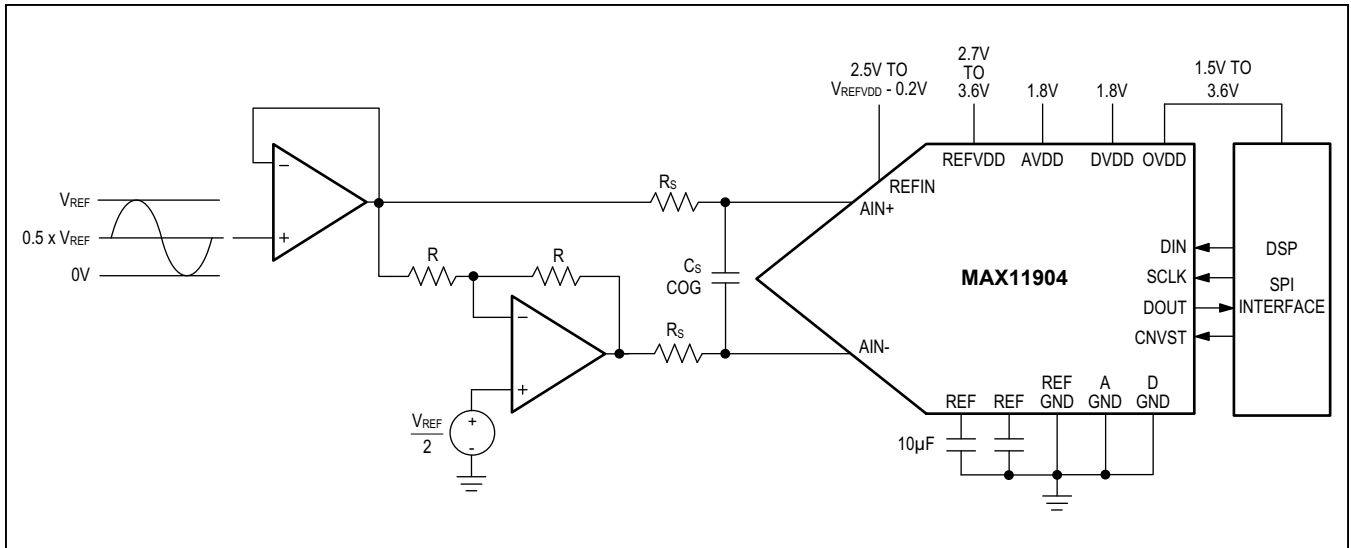 2.5V TO
VREFVDD - 0.2V
2.7V
TO
3.6V
1.8V
1.8V
1.5V TO
3.6V
REFVDD
AVDD
DVDD
OVDD
REFIN
AIN+
VREF
0.5 x VREF
0V
−
+
RS
R
R
CS
COG
MAX11904
DIN
SCLK
DOUT
CNVST
DSP
SPI
INTERFACE
−
+
RS
AIN-
VREF
2
+
-
REF
REF
REF
GND
A
GND
D
GND
10µF